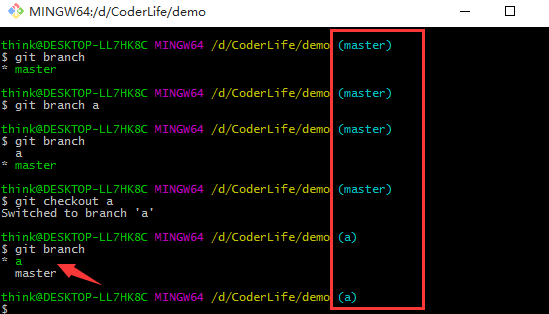 MINGW64:/d/CoderLife/demo
think@DESKTOP-LL7HK8C MINGW64 /d/CoderLife/demo (master)
$ git branch
* master
think@DESKTOP-LL7HK8C MINGW64 /d/CoderLife/demo (master)
$ git branch a
think@DESKTOP-LL7HK8C MINGW64 /d/CoderLife/demo (master)
$ git branch
  a
* master
think@DESKTOP-LL7HK8C MINGW64 /d/CoderLife/demo (master)
$ git checkout a
Switched to branch 'a'
think@DESKTOP-LL7HK8C MINGW64 /d/CoderLife/demo (a)
$ git branch
* a
  master
think@DESKTOP-LL7HK8C MINGW64 /d/CoderLife/demo (a)
$